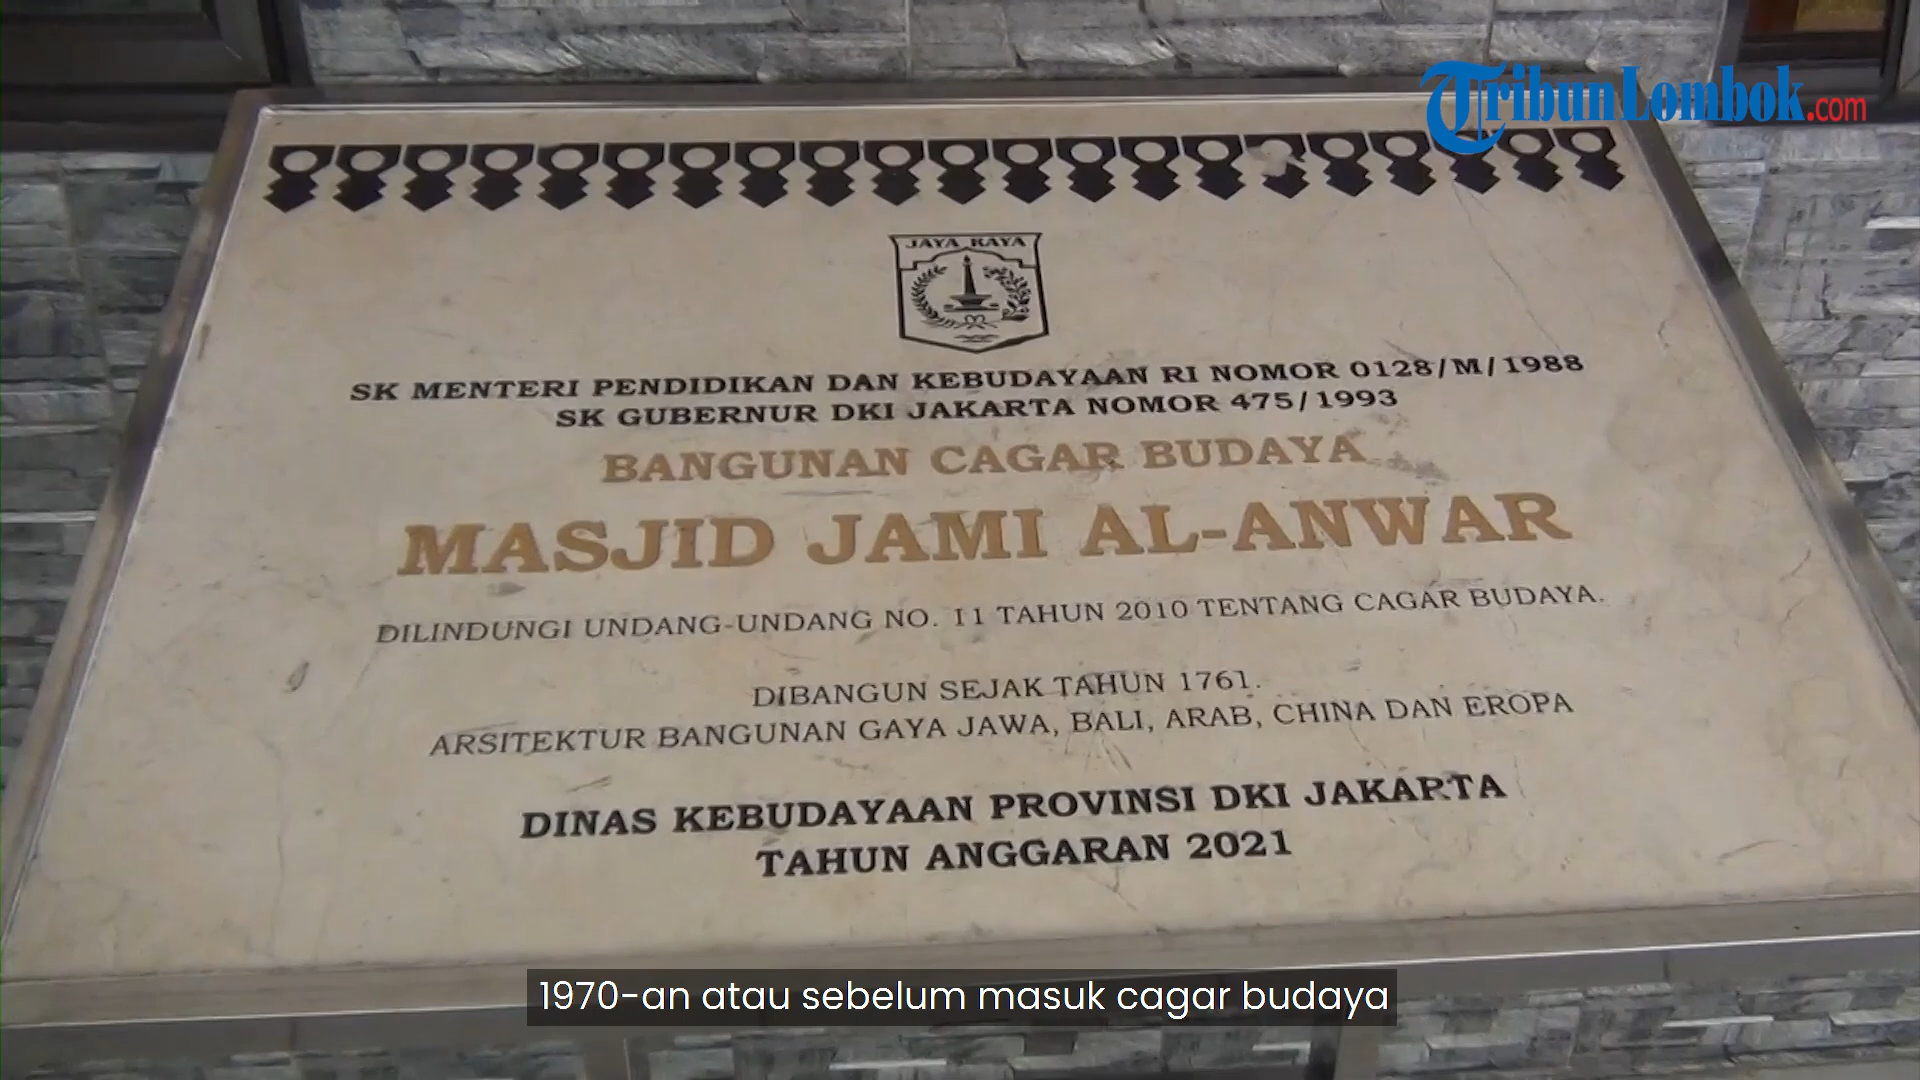 TribunLombok.com
JAYA RAYA
SK MENTERI PENDIDIKAN DAN KEBUDAYAAN RI NOMOR 0128/M/1988
SK GUBERNUR DKI JAKARTA NOMOR 475/1993
BANGUNAN CAGAR BUDAYA
MASJID JAMI AL-ANWAR
DILINDUNGI UNDANG-UNDANG NO. 11 TAHUN 2010 TENTANG CAGAR BUDAYA.
DIBANGUN SEJAK TAHUN 1761.
ARSITEKTUR BANGUNAN GAYA JAWA, BALI, ARAB, CHINA DAN EROPA
DINAS KEBUDAYAAN PROVINSI DKI JAKARTA
TAHUN ANGGARAN 2021
1970-an atau sebelum masuk cagar budaya